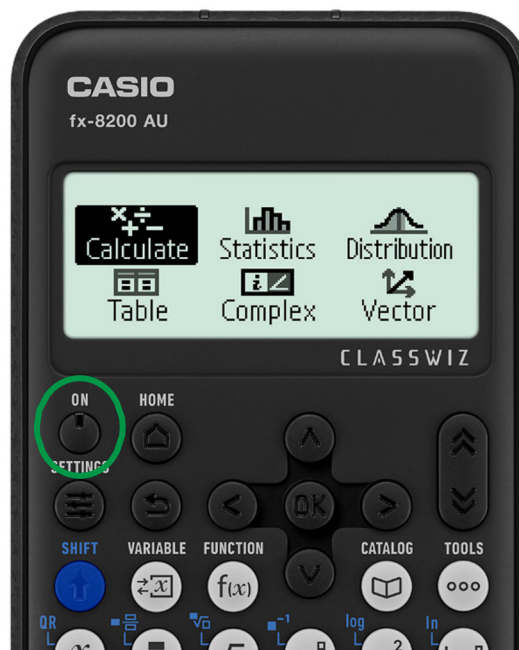 CASIO
fx-8200 AU
Calculate Statistics Distribution
Table Complex Vector
CLASSWIZ
ON HOME
SETTINGS
OK
SHIFT VARIABLE FUNCTION CATALOG TOOLS
x f(x)
QR log ln